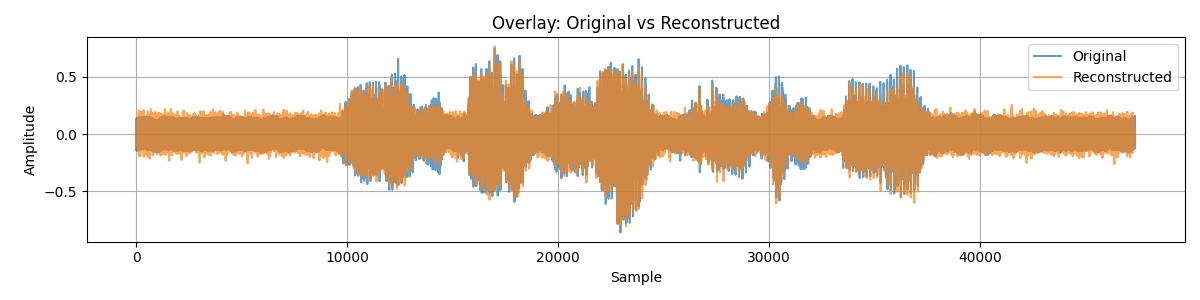 Overlay: Original vs Reconstructed
Original
Reconstructed
Amplitude
0.5
0.0
−0.5
0
10000
20000
30000
40000
Sample